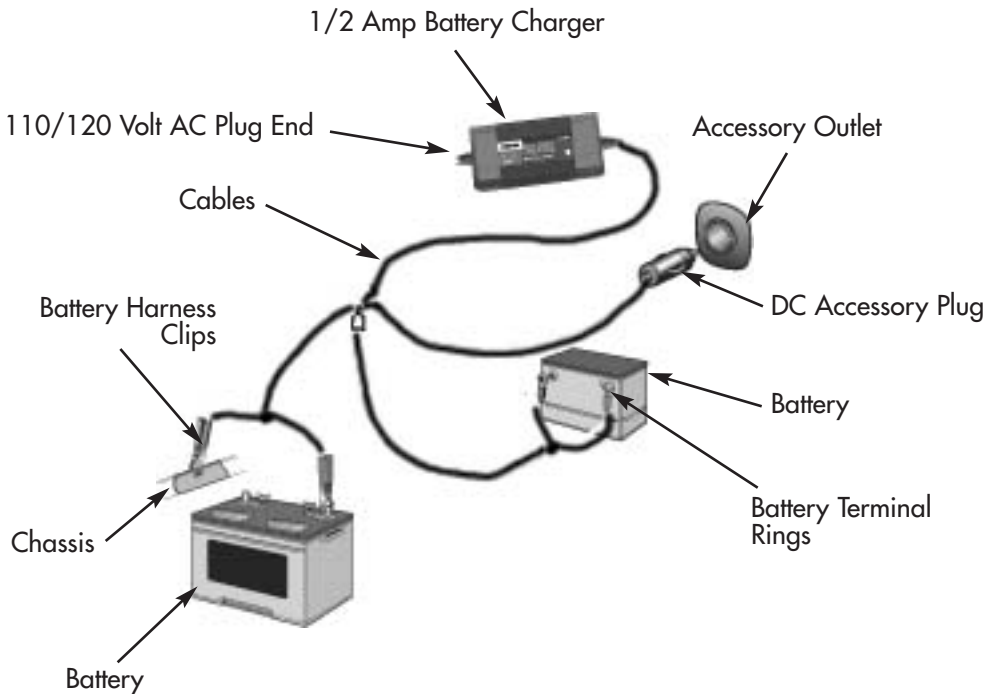 1/2 Amp Battery Charger
110/120 Volt AC Plug End
Accessory Outlet
Cables
Battery Harness
Clips
DC Accessory Plug
Battery
Battery Terminal
Rings
Chassis
Battery